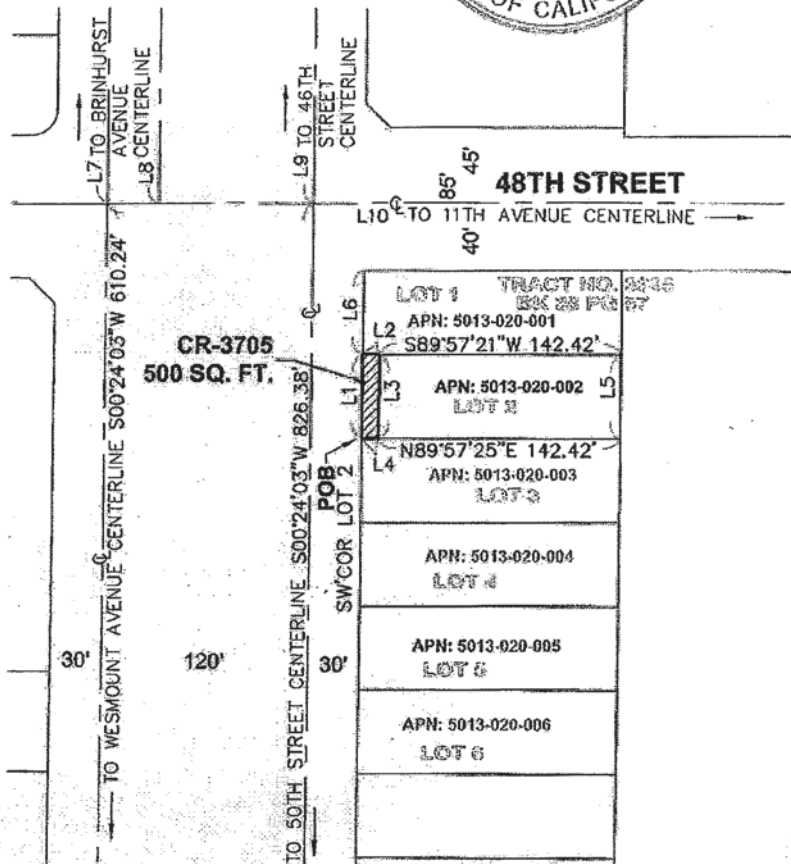 OF CALIFO
L7 TO BRINHURST
AVENUE
CENTERLINE
L8
L9 TO 46TH
STREET
CENTERLINE
85'
45'
48TH STREET
L10 ℄ TO 11TH AVENUE CENTERLINE
40'
LOT 1
TRACT NO.
BK PG
APN: 5013-020-001
L6
L2
S89°57'21"W 142.42'
CR-3705
500 SQ. FT.
L1
L3
APN: 5013-020-002
LOT 2
L5
N89°57'25"E 142.42'
L4
POB
SW'COR LOT 2
APN: 5013-020-003
LOT 3
APN: 5013-020-004
LOT 4
APN: 5013-020-005
LOT 5
APN: 5013-020-006
LOT 6
30'
120'
30'
℄
℄
TO WESMOUNT AVENUE CENTERLINE S00°24'03"W 610.24'
TO 50TH STREET CENTERLINE S00°24'03"W 826.38'